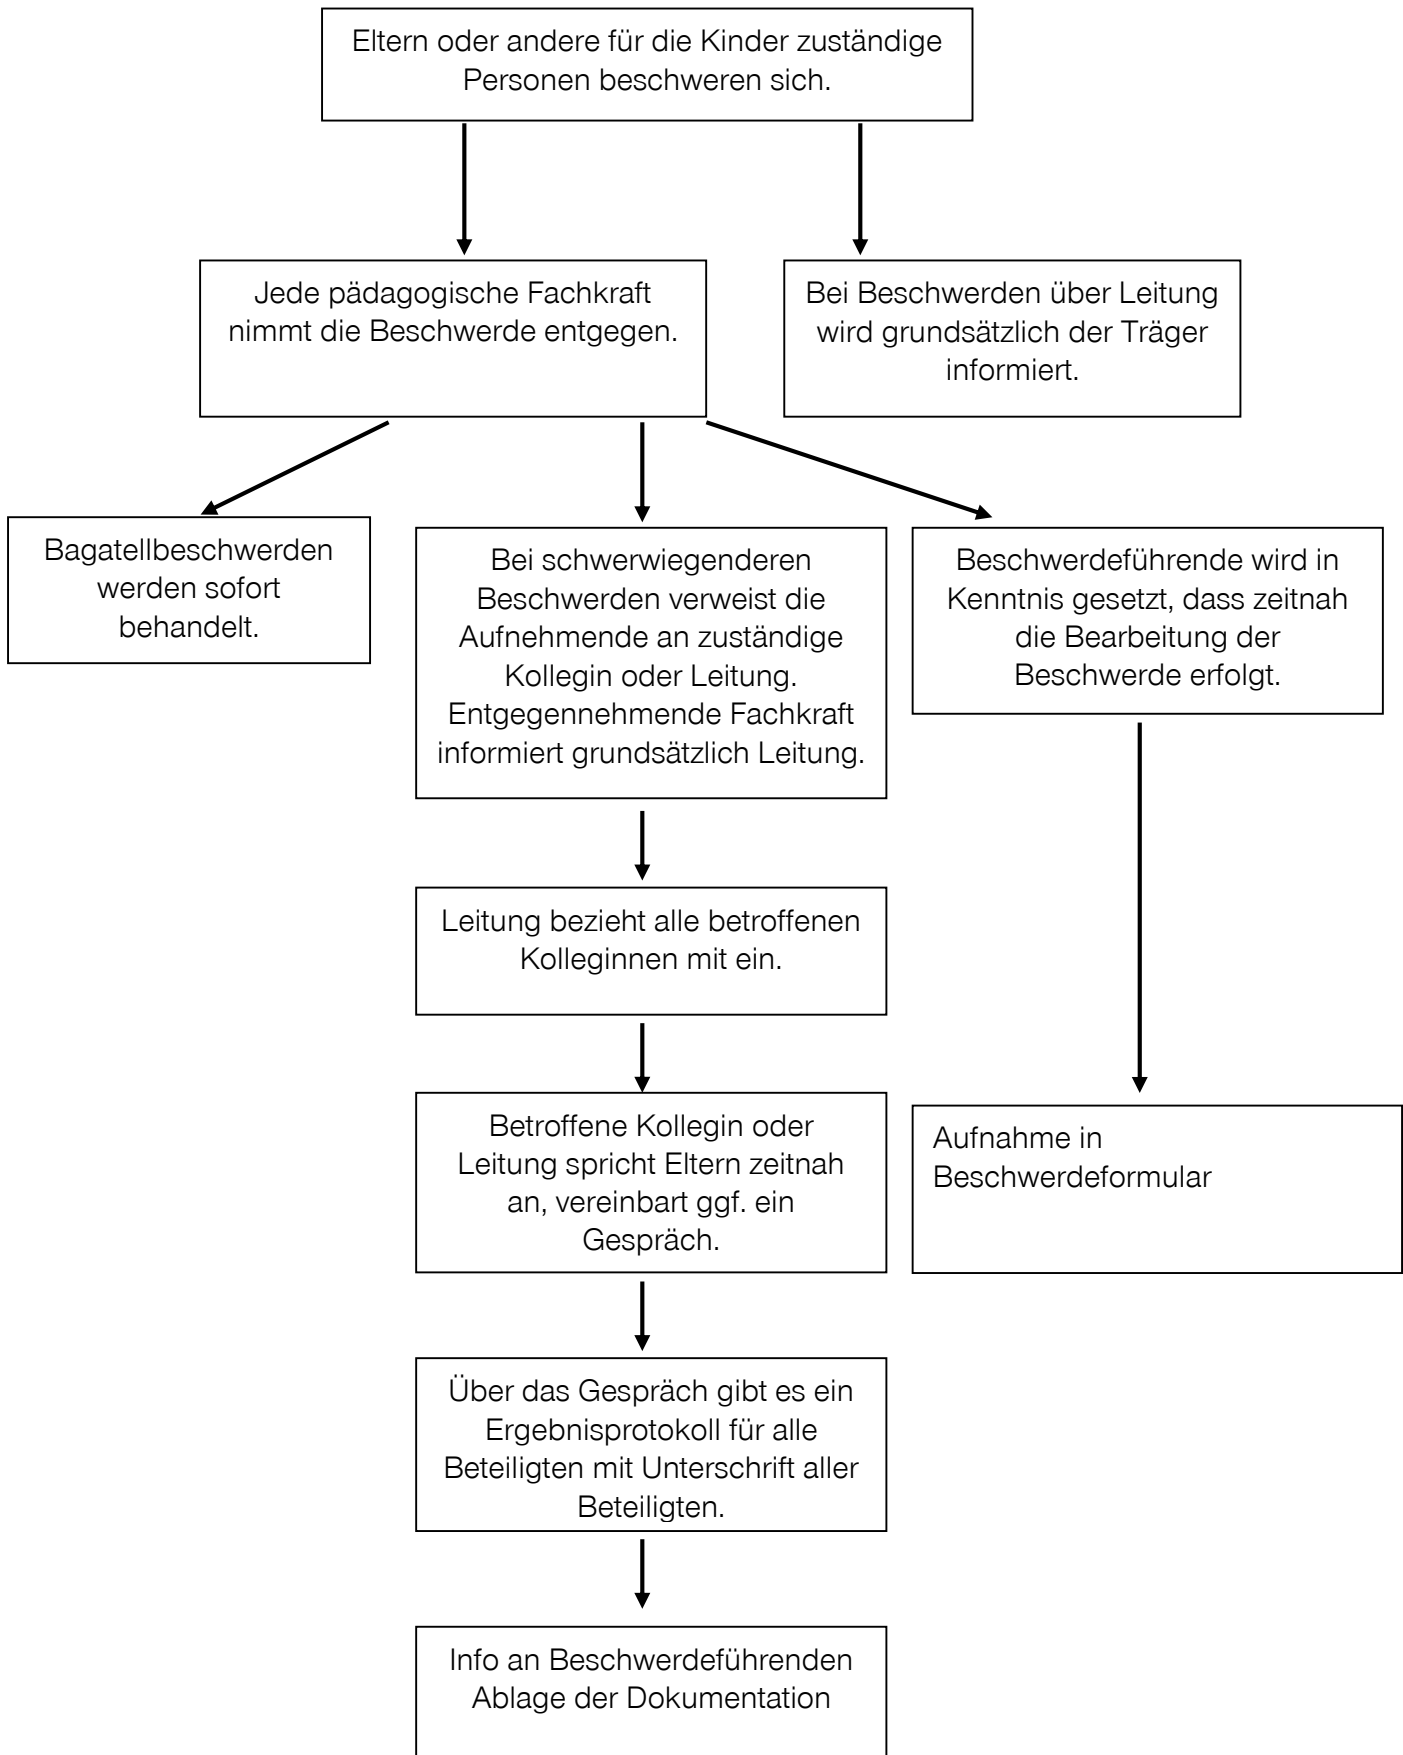 Eltern oder andere für die Kinder zuständige
Personen beschweren sich.
Jede pädagogische Fachkraft
nimmt die Beschwerde entgegen.
Bei Beschwerden über Leitung
wird grundsätzlich der Träger
informiert.
Bagatellbeschwerden
werden sofort
behandelt.
Bei schwerwiegenderen
Beschwerden verweist die
Aufnehmende an zuständige
Kollegin oder Leitung.
Entgegennehmende Fachkraft
informiert grundsätzlich Leitung.
Beschwerdeführende wird in
Kenntnis gesetzt, dass zeitnah
die Bearbeitung der
Beschwerde erfolgt.
Leitung bezieht alle betroffenen
Kolleginnen mit ein.
Betroffene Kollegin oder
Leitung spricht Eltern zeitnah
an, vereinbart ggf. ein
Gespräch.
Aufnahme in
Beschwerdeformular
Über das Gespräch gibt es ein
Ergebnisprotokoll für alle
Beteiligten mit Unterschrift aller
Beteiligten.
Info an Beschwerdeführenden
Ablage der Dokumentation